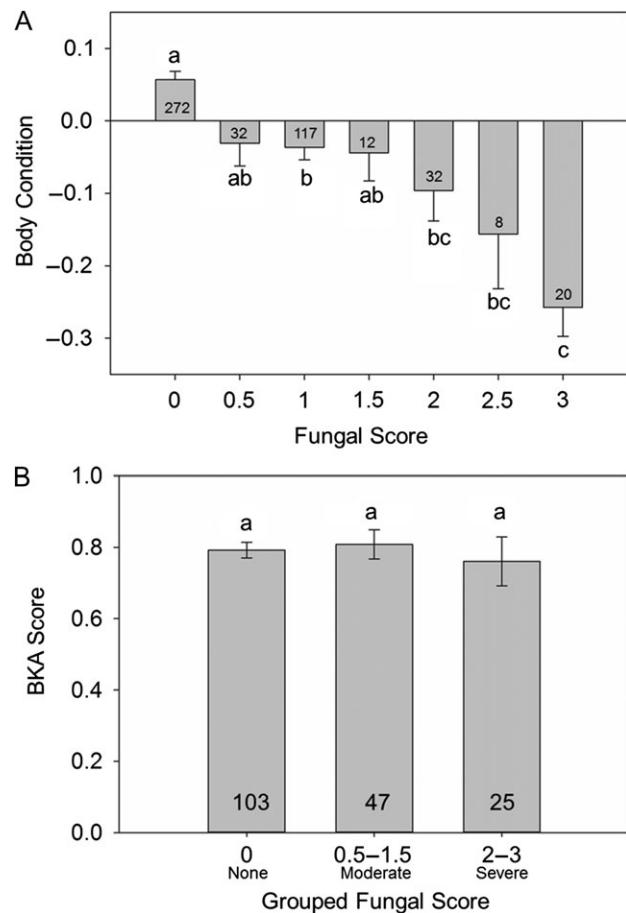 A
0.1
0.0
–0.1
–0.2
–0.3
Body Condition
a
272
32
ab
117
b
12
ab
32
bc
8
bc
20
c
0 0.5 1 1.5 2 2.5 3
Fungal Score
B
1.0
0.8
0.6
0.4
0.2
0.0
BKA Score
a a a
103 47 25
0 0.5–1.5 2–3
None Moderate Severe
Grouped Fungal Score